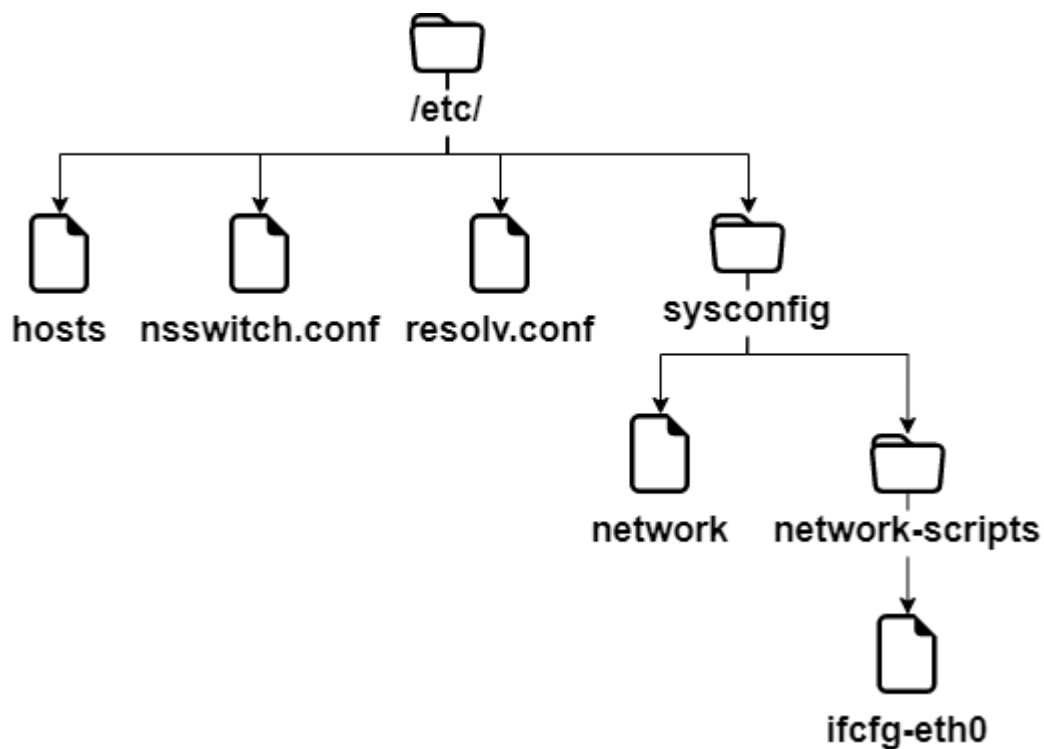 /etc/
hosts
nsswitch.conf
resolv.conf
sysconfig
network
network-scripts
ifcfg-eth0